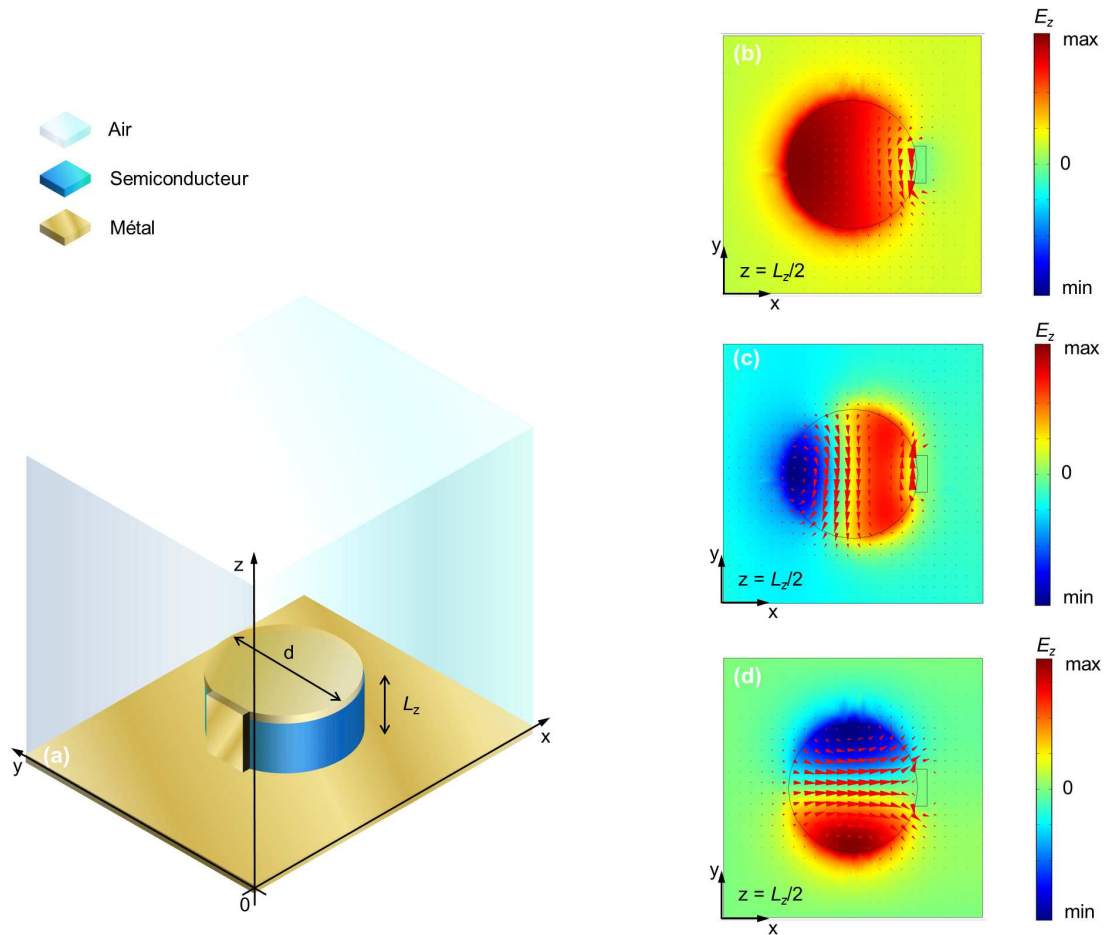 Air
Semiconducteur
Métal
z
d
L_z
x
y
(a)
0
(b)
E_z
max
0
min
y
z = L_z/2
x
(c)
E_z
max
0
min
y
z = L_z/2
x
(d)
E_z
max
0
min
y
z = L_z/2
x